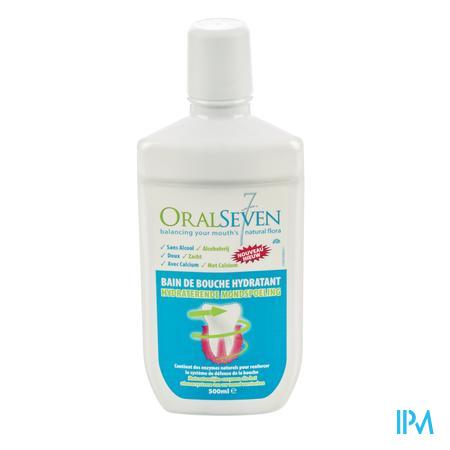 ORALSEVEN 7
balancing your mouth's natural flora
✓ Sans Alcool ✓ Alcoholvrij
✓ Doux ✓ Zacht
✓ Avec Calcium ✓ Met Calcium
NOUVEAU
NIEUW
BAIN DE BOUCHE HYDRATANT
HYDRATERENDE MONDSPOELING
Contient des enzymes naturels pour renforcer
le système de défense de la bouche
500ml e
IPM